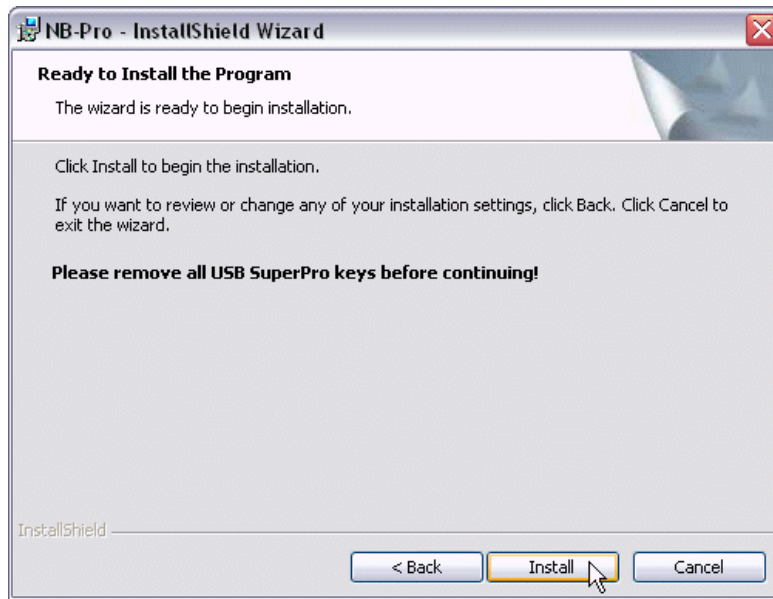 NB-Pro - InstallShield Wizard
Ready to Install the Program
The wizard is ready to begin installation.
Click Install to begin the installation.
If you want to review or change any of your installation settings, click Back. Click Cancel to
exit the wizard.
Please remove all USB SuperPro keys before continuing!
InstallShield
< Back Install Cancel